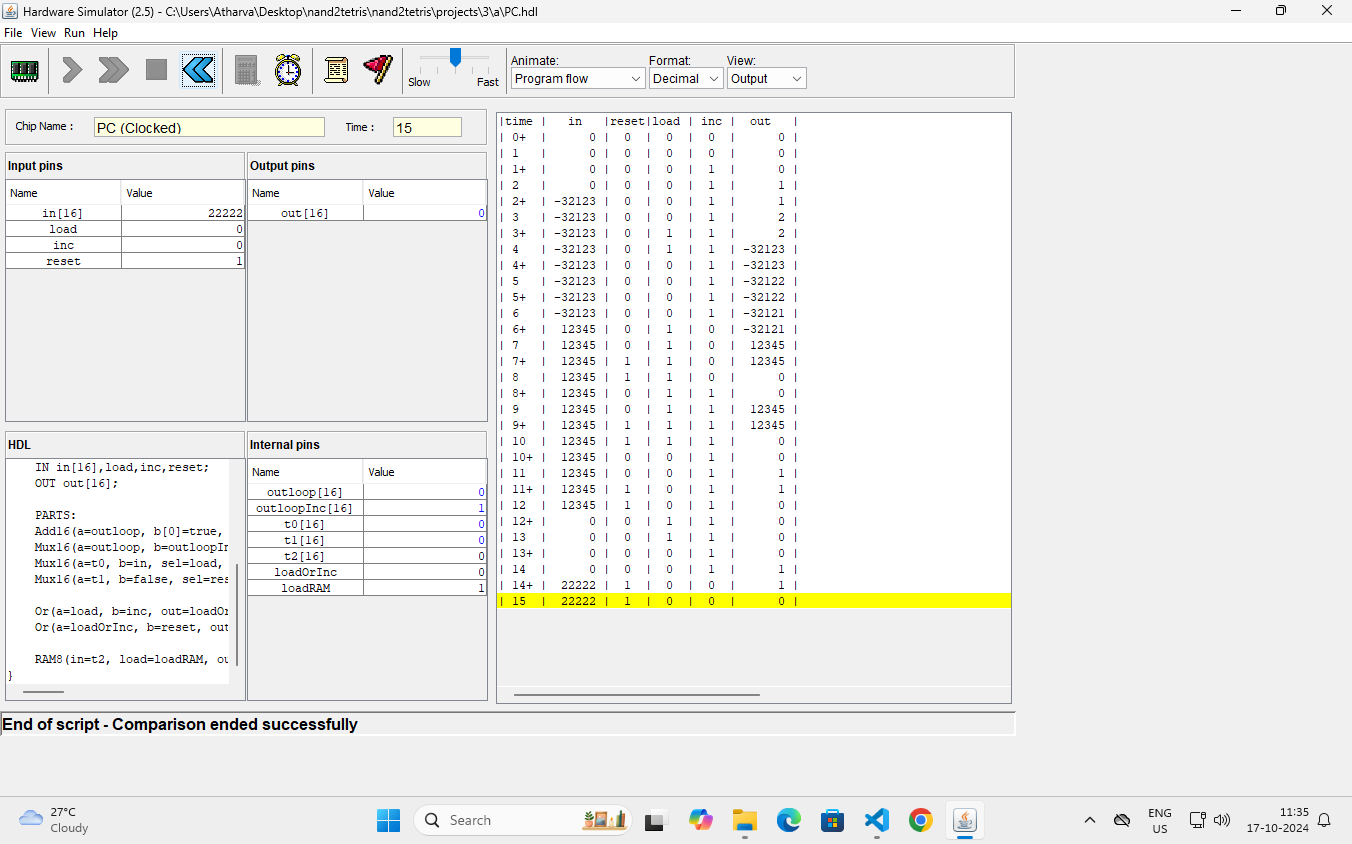 Hardware Simulator (2.5) - C:\Users\Atharva\Desktop\nand2tetris\nand2tetris\projects\3\a\PC.hdl
File View Run Help
Slow Fast
Animate: Format: View:
Program flow Decimal Output
Chip Name : PC (Clocked) Time : 15
Input pins
Name Value
in[16] 22222
load 0
inc 0
reset 1
Output pins
Name Value
out[16] 0
HDL
IN in[16],load,inc,reset;
OUT out[16];
PARTS:
Add16(a=outloop, b[0]=true,
Mux16(a=outloop, b=outloopIn
Mux16(a=t0, b=in, sel=load,
Mux16(a=t1, b=false, sel=res
Or(a=load, b=inc, out=loadOr
Or(a=loadOrInc, b=reset, out
RAM8(in=t2, load=loadRAM, ou
}
Internal pins
Name Value
outloop[16] 0
outloopInc[16] 1
t0[16] 0
t1[16] 0
t2[16] 0
loadOrInc 0
loadRAM 1
|time | in |reset|load | inc | out |
| 0+ | 0 | 0 | 0 | 0 | 0 |
| 1 | 0 | 0 | 0 | 0 | 0 |
| 1+ | 0 | 0 | 0 | 1 | 0 |
| 2 | 0 | 0 | 0 | 1 | 1 |
| 2+ | -32123 | 0 | 0 | 1 | 1 |
| 3 | -32123 | 0 | 0 | 1 | 2 |
| 3+ | -32123 | 0 | 1 | 1 | 2 |
| 4 | -32123 | 0 | 1 | 1 | -32123 |
| 4+ | -32123 | 0 | 0 | 1 | -32123 |
| 5 | -32123 | 0 | 0 | 1 | -32122 |
| 5+ | -32123 | 0 | 0 | 1 | -32122 |
| 6 | -32123 | 0 | 0 | 1 | -32121 |
| 6+ | 12345 | 0 | 1 | 0 | -32121 |
| 7 | 12345 | 0 | 1 | 0 | 12345 |
| 7+ | 12345 | 1 | 1 | 0 | 12345 |
| 8 | 12345 | 1 | 1 | 0 | 0 |
| 8+ | 12345 | 0 | 1 | 1 | 0 |
| 9 | 12345 | 0 | 1 | 1 | 12345 |
| 9+ | 12345 | 1 | 1 | 1 | 12345 |
| 10 | 12345 | 1 | 1 | 1 | 0 |
| 10+ | 12345 | 0 | 0 | 1 | 0 |
| 11 | 12345 | 0 | 0 | 1 | 1 |
| 11+ | 12345 | 1 | 0 | 1 | 1 |
| 12 | 12345 | 1 | 0 | 1 | 0 |
| 12+ | 0 | 0 | 1 | 1 | 0 |
| 13 | 0 | 0 | 1 | 1 | 0 |
| 13+ | 0 | 0 | 0 | 1 | 0 |
| 14 | 0 | 0 | 0 | 1 | 1 |
| 14+ | 22222 | 1 | 0 | 0 | 1 |
| 15 | 22222 | 1 | 0 | 0 | 0 |
End of script - Comparison ended successfully
27°C
Cloudy
Search
ENG
US
11:35
17-10-2024